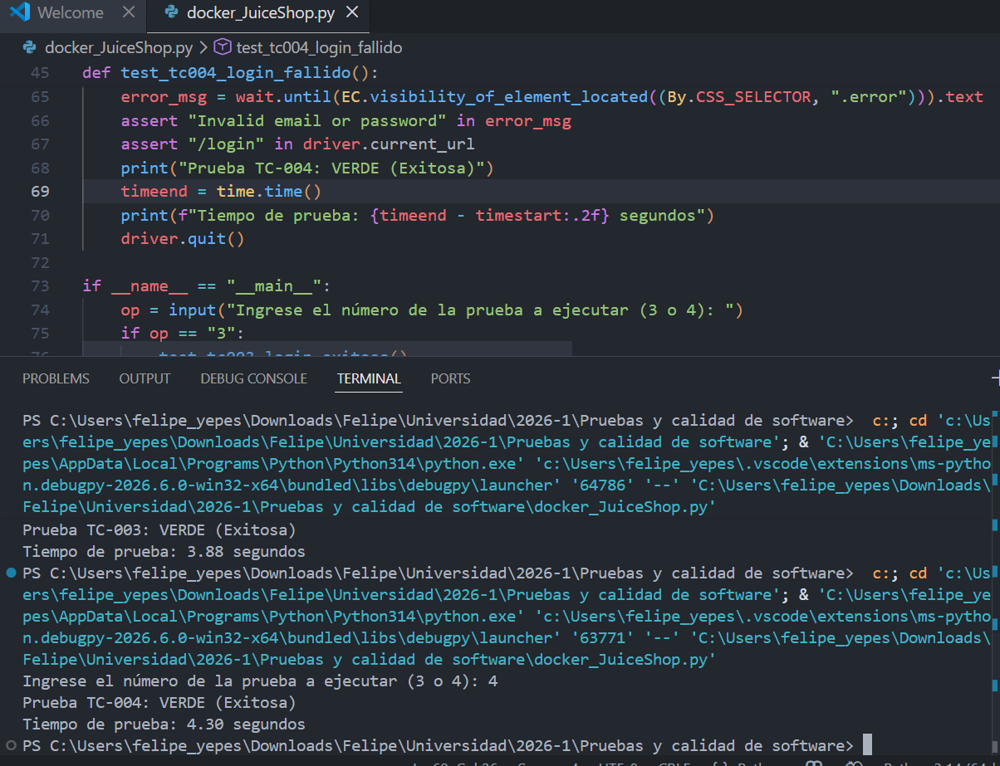 Welcome docker_JuiceShop.py
docker_JuiceShop.py > test_tc004_login_fallido
45 def test_tc004_login_fallido():
65 error_msg = wait.until(EC.visibility_of_element_located((By.CSS_SELECTOR, ".error"))).text
66 assert "Invalid email or password" in error_msg
67 assert "/login" in driver.current_url
68 print("Prueba TC-004: VERDE (Exitosa)")
69 timeend = time.time()
70 print(f"Tiempo de prueba: {timeend - timestart:.2f} segundos")
71 driver.quit()
72
73 if __name__ == "__main__":
74 op = input("Ingrese el número de la prueba a ejecutar (3 o 4): ")
75 if op == "3":
76 test_tc003_login_exitoso()
PROBLEMS OUTPUT DEBUG CONSOLE TERMINAL PORTS
PS C:\Users\felipe_yepes\Downloads\Felipe\Universidad\2026-1\Pruebas y calidad de software> c:; cd 'c:\Us
ers\felipe_yepes\Downloads\Felipe\Universidad\2026-1\Pruebas y calidad de software'; & 'C:\Users\felipe_ye
pes\AppData\Local\Programs\Python\Python314\python.exe' 'c:\Users\felipe_yepes\.vscode\extensions\ms-pytho
n.debugpy-2026.6.0-win32-x64\bundled\libs\debugpy\launcher' '64786' '--' 'C:\Users\felipe_yepes\Downloads\
Felipe\Universidad\2026-1\Pruebas y calidad de software\docker_JuiceShop.py'
Prueba TC-003: VERDE (Exitosa)
Tiempo de prueba: 3.88 segundos
PS C:\Users\felipe_yepes\Downloads\Felipe\Universidad\2026-1\Pruebas y calidad de software> c:; cd 'c:\Us
ers\felipe_yepes\Downloads\Felipe\Universidad\2026-1\Pruebas y calidad de software'; & 'C:\Users\felipe_ye
pes\AppData\Local\Programs\Python\Python314\python.exe' 'c:\Users\felipe_yepes\.vscode\extensions\ms-pytho
n.debugpy-2026.6.0-win32-x64\bundled\libs\debugpy\launcher' '63771' '--' 'C:\Users\felipe_yepes\Downloads\
Felipe\Universidad\2026-1\Pruebas y calidad de software\docker_JuiceShop.py'
Ingrese el número de la prueba a ejecutar (3 o 4): 4
Prueba TC-004: VERDE (Exitosa)
Tiempo de prueba: 4.30 segundos
PS C:\Users\felipe_yepes\Downloads\Felipe\Universidad\2026-1\Pruebas y calidad de software>